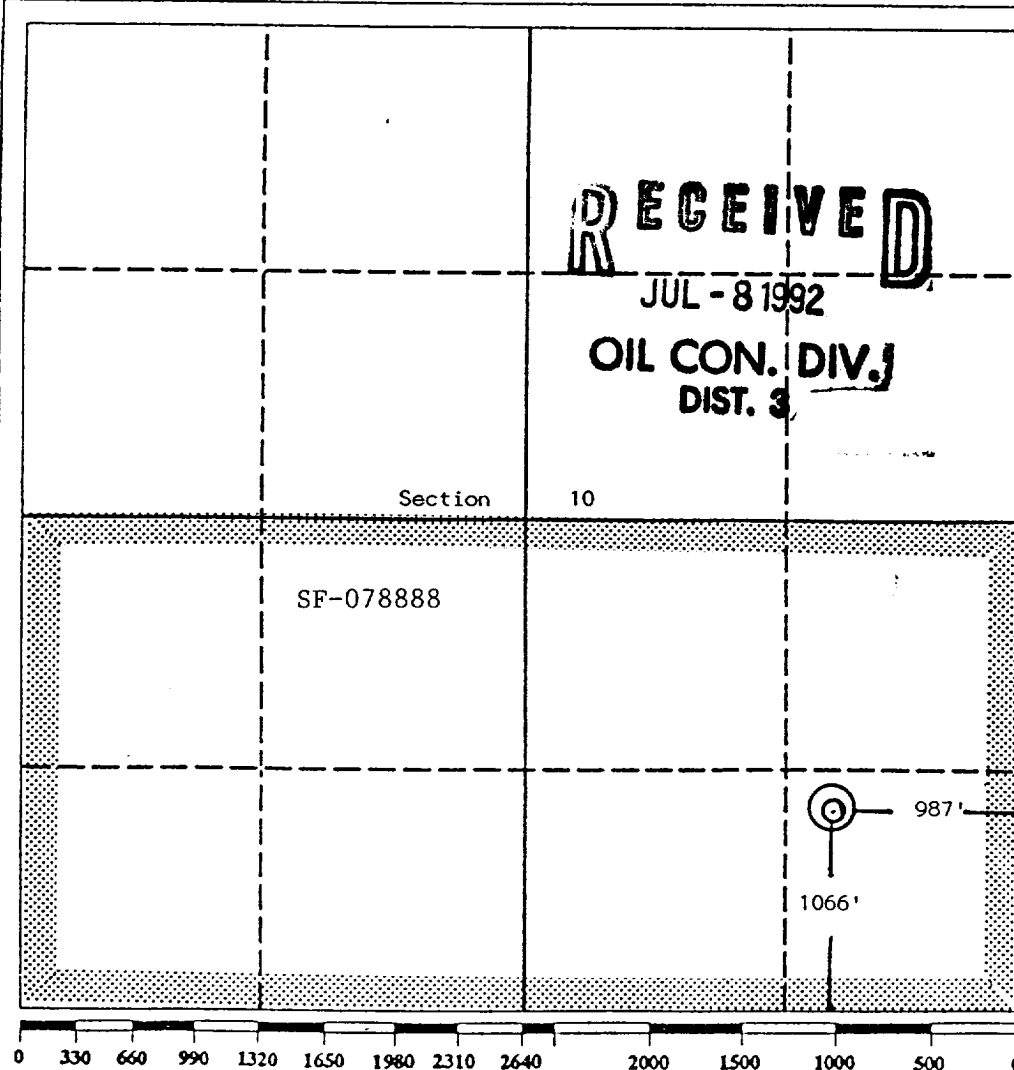 RECEIVED
JUL - 8 1992
OIL CON. DIV.
DIST. 3
Section 10
SF-078888
987'
1066'
0 330 660 990 1320 1650 1980 2310 2640 2000 1500 1000 500